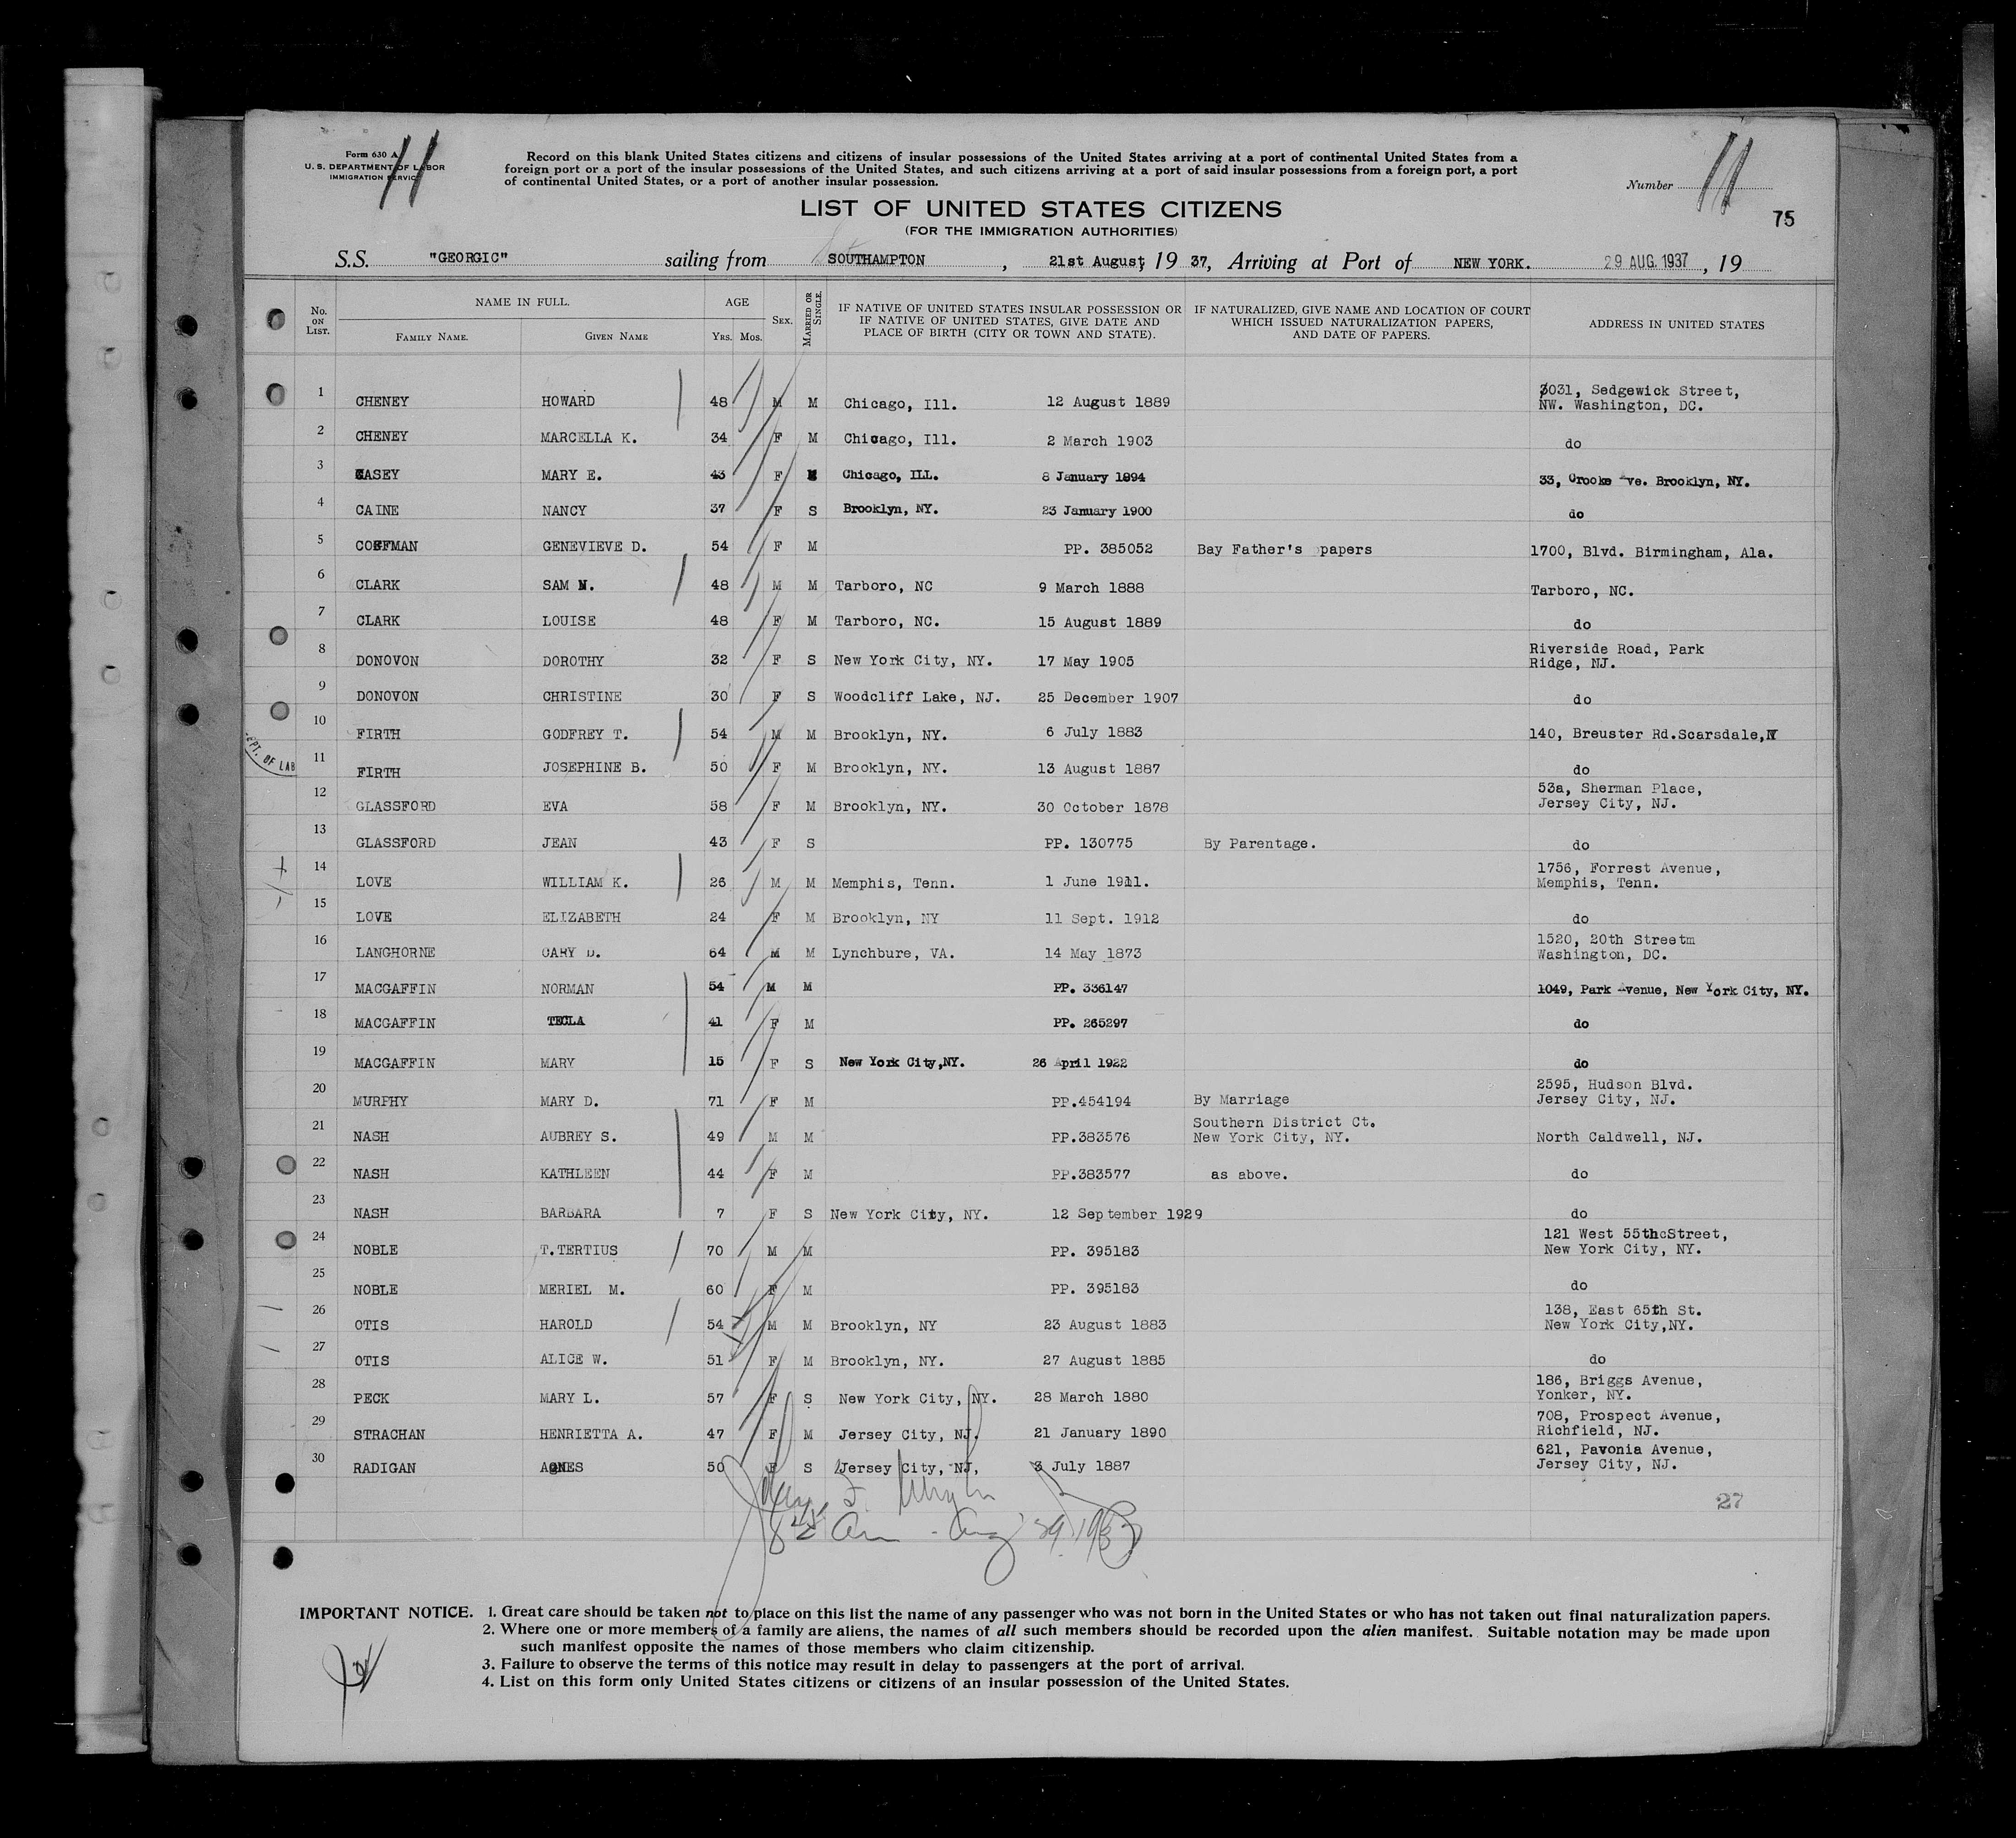 Form 630 A
U. S. DEPARTMENT OF LABOR
IMMIGRATION SERVICE
11
Record on this blank United States citizens and citizens of insular possessions of the United States arriving at a port of continental United States from a
foreign port or a port of the insular possessions of the United States, and such citizens arriving at a port of said insular possessions from a foreign port, a port
of continental United States, or a port of another insular possession.
Number 11
75
LIST OF UNITED STATES CITIZENS
(FOR THE IMMIGRATION AUTHORITIES)
S.S. "GEORGIC" sailing from SOUTHAMPTON, 21st August, 19 37, Arriving at Port of NEW YORK. 29 AUG. 1937, 19
No. ON LIST. NAME IN FULL. FAMILY NAME. GIVEN NAME AGE YRS. MOS. SEX. MARRIED OR SINGLE. IF NATIVE OF UNITED STATES INSULAR POSSESSION OR IF NATIVE OF UNITED STATES, GIVE DATE AND PLACE OF BIRTH (CITY OR TOWN AND STATE). IF NATURALIZED, GIVE NAME AND LOCATION OF COURT WHICH ISSUED NATURALIZATION PAPERS, AND DATE OF PAPERS. ADDRESS IN UNITED STATES
1 CHENEY HOWARD 48 M M Chicago, Ill. 12 August 1889 3031, Sedgewick Street,
NW. Washington, DC.
2 CHENEY MARCELLA K. 34 F M Chicago, Ill. 2 March 1903 do
3 CASEY MARY E. 43 F Chicago, ILL. 8 January 1894 33, Crooke Ave. Brooklyn, NY.
4 CAINE NANCY 37 F S Brooklyn, NY. 23 January 1900 do
5 COFFMAN GENEVIEVE D. 54 F M PP. 385052 Bay Father's papers 1700, Blvd. Birmingham, Ala.
6 CLARK SAM N. 48 M M Tarboro, NC 9 March 1888 Tarboro, NC.
7 CLARK LOUISE 48 F M Tarboro, NC. 15 August 1889 do
8 DONOVON DOROTHY 32 F S New York City, NY. 17 May 1905 Riverside Road, Park
Ridge, NJ.
9 DONOVON CHRISTINE 30 F S Woodcliff Lake, NJ. 25 December 1907 do
10 FIRTH GODFREY T. 54 M M Brooklyn, NY. 6 July 1883 140, Breuster Rd.Scarsdale,NY
DEPT. OF LAB
11 FIRTH JOSEPHINE B. 50 F M Brooklyn, NY. 13 August 1887 do
12 GLASSFORD EVA 58 F M Brooklyn, NY. 30 October 1878 53a, Sherman Place,
Jersey City, NJ.
13 GLASSFORD JEAN 43 F S PP. 130775 By Parentage. do
14 LOVE WILLIAM K. 26 M M Memphis, Tenn. 1 June 1911. 1756, Forrest Avenue,
Memphis, Tenn.
15 LOVE ELIZABETH 24 F M Brooklyn, NY 11 Sept. 1912 do
16 LANGHORNE CARY D. 64 M M Lynchbure, VA. 14 May 1873 1520, 20th Streetm
Washington, DC.
17 MACGAFFIN NORMAN 54 M M PP. 336147 1049, Park Avenue, New York City, NY.
18 MACGAFFIN TECLA 41 F M PP. 265297 do
19 MACGAFFIN MARY 15 F S New York City,NY. 26 April 1922 do
20 MURPHY MARY D. 71 F M PP.454194 By Marriage 2595, Hudson Blvd.
Jersey City, NJ.
21 NASH AUBREY S. 49 M M PP.383576 Southern District Ct.
New York City, NY. North Caldwell, NJ.
22 NASH KATHLEEN 44 F M PP.383577 as above. do
23 NASH BARBARA 7 F S New York City, NY. 12 September 1929 do
24 NOBLE T.TERTIUS 70 M M PP. 395183 121 West 55thcStreet,
New York City, NY.
25 NOBLE MERIEL M. 60 F M PP. 395183 do
26 OTIS HAROLD 54 M M Brooklyn, NY 23 August 1883 138, East 65th St.
New York City,NY.
27 OTIS ALICE W. 51 F M Brooklyn, NY. 27 August 1885 do
28 PECK MARY L. 57 F S New York City, NY. 28 March 1880 186, Briggs Avenue,
Yonker, NY.
29 STRACHAN HENRIETTA A. 47 F M Jersey City, NJ. 21 January 1890 708, Prospect Avenue,
Richfield, NJ.
30 RADIGAN AGNES 50 F S Jersey City, NJ, 3 July 1887 621, Pavonia Avenue,
Jersey City, NJ.
27
IMPORTANT NOTICE. 1. Great care should be taken not to place on this list the name of any passenger who was not born in the United States or who has not taken out final naturalization papers.
2. Where one or more members of a family are aliens, the names of all such members should be recorded upon the alien manifest. Suitable notation may be made upon
such manifest opposite the names of those members who claim citizenship.
3. Failure to observe the terms of this notice may result in delay to passengers at the port of arrival.
4. List on this form only United States citizens or citizens of an insular possession of the United States.